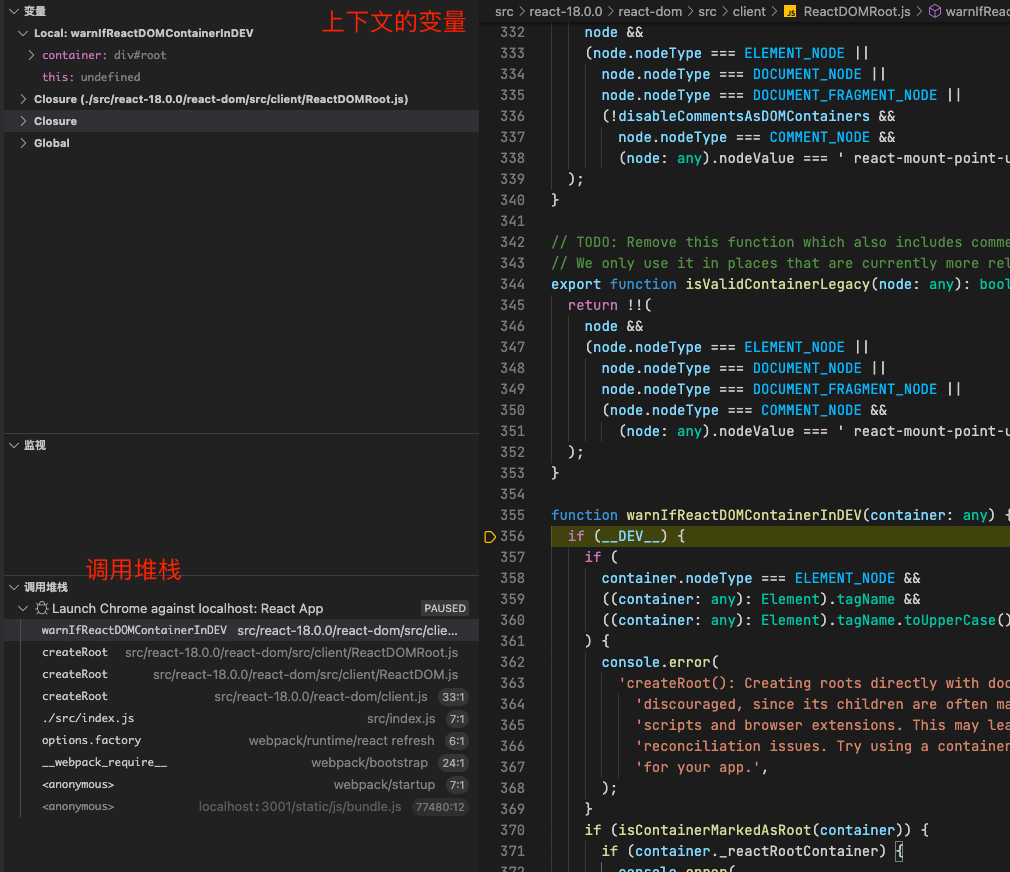 变量
上下文的变量
Local: warnIfReactDOMContainerInDEV
container: div#root
this: undefined
Closure (./src/react-18.0.0/react-dom/src/client/ReactDOMRoot.js)
Closure
Global
监视
调用堆栈
调用堆栈
Launch Chrome against localhost: React App PAUSED
warnIfReactDOMContainerInDEV src/react-18.0.0/react-dom/src/clie...
createRoot src/react-18.0.0/react-dom/src/client/ReactDOMRoot.js
createRoot src/react-18.0.0/react-dom/src/client/ReactDOM.js
createRoot src/react-18.0.0/react-dom/client.js 33:1
./src/index.js src/index.js 7:1
options.factory webpack/runtime/react refresh 6:1
__webpack_require__ webpack/bootstrap 24:1
<anonymous> webpack/startup 7:1
<anonymous> localhost:3001/static/js/bundle.js 77480:12
src > react-18.0.0 > react-dom > src > client > JS ReactDOMRoot.js > warnIfReac
332 node &&
333 (node.nodeType === ELEMENT_NODE ||
334 node.nodeType === DOCUMENT_NODE ||
335 node.nodeType === DOCUMENT_FRAGMENT_NODE ||
336 (!disableCommentsAsDOMContainers &&
337 node.nodeType === COMMENT_NODE &&
338 (node: any).nodeValue === ' react-mount-point-u
339 );
340 }
341
342 // TODO: Remove this function which also includes comme
343 // We only use it in places that are currently more rel
344 export function isValidContainerLegacy(node: any): bool
345 return !!(
346 node &&
347 (node.nodeType === ELEMENT_NODE ||
348 node.nodeType === DOCUMENT_NODE ||
349 node.nodeType === DOCUMENT_FRAGMENT_NODE ||
350 (node.nodeType === COMMENT_NODE &&
351 (node: any).nodeValue === ' react-mount-point-u
352 );
353 }
354
355 function warnIfReactDOMContainerInDEV(container: any) {
356 if (__DEV__) {
357 if (
358 container.nodeType === ELEMENT_NODE &&
359 ((container: any): Element).tagName &&
360 ((container: any): Element).tagName.toUpperCase()
361 ) {
362 console.error(
363 'createRoot(): Creating roots directly with doc
364 'discouraged, since its children are often ma
365 'scripts and browser extensions. This may lea
366 'reconciliation issues. Try using a container
367 'for your app.',
368 );
369 }
370 if (isContainerMarkedAsRoot(container)) {
371 if (container._reactRootContainer) {
372 console.error(